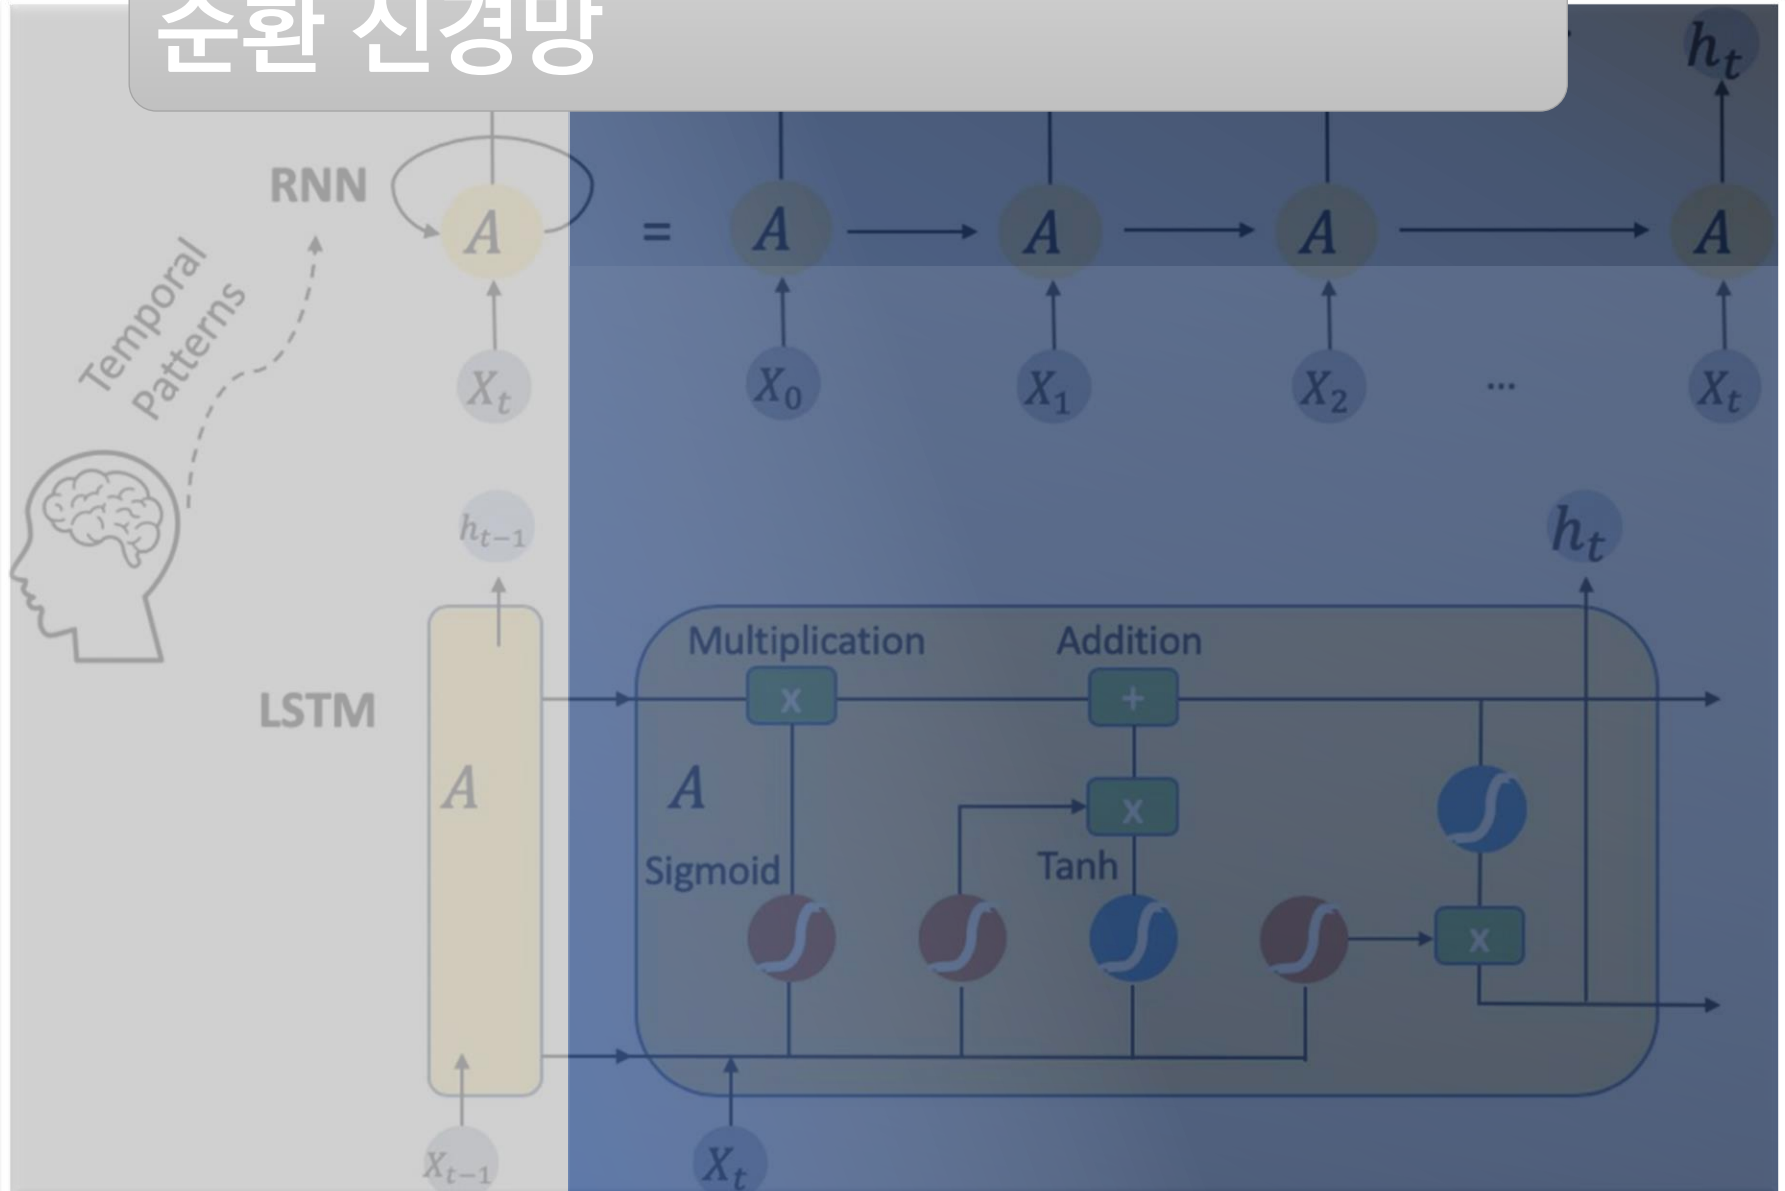 순환 신경망
h_t
RNN
A
=
A
A
A
A
Temporal
Patterns
X_t
X_0
X_1
X_2
...
X_t
h_{t-1}
h_t
Multiplication
Addition
x
+
LSTM
A
A
x
Sigmoid
Tanh
x
X_{t-1}
X_t